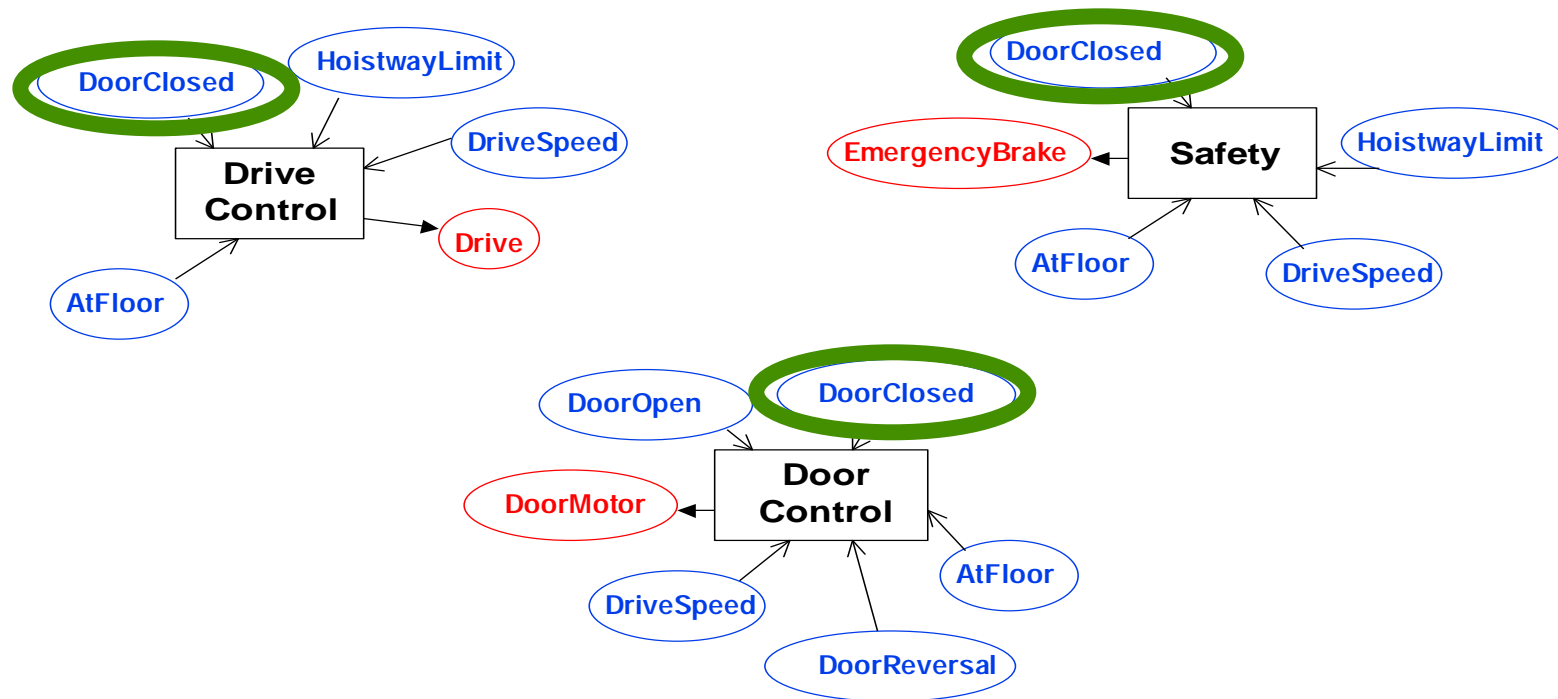 DoorClosed
HoistwayLimit
DriveSpeed
Drive
Control
Drive
AtFloor
DoorClosed
EmergencyBrake
Safety
HoistwayLimit
AtFloor
DriveSpeed
DoorOpen
DoorClosed
DoorMotor
Door
Control
AtFloor
DriveSpeed
DoorReversal